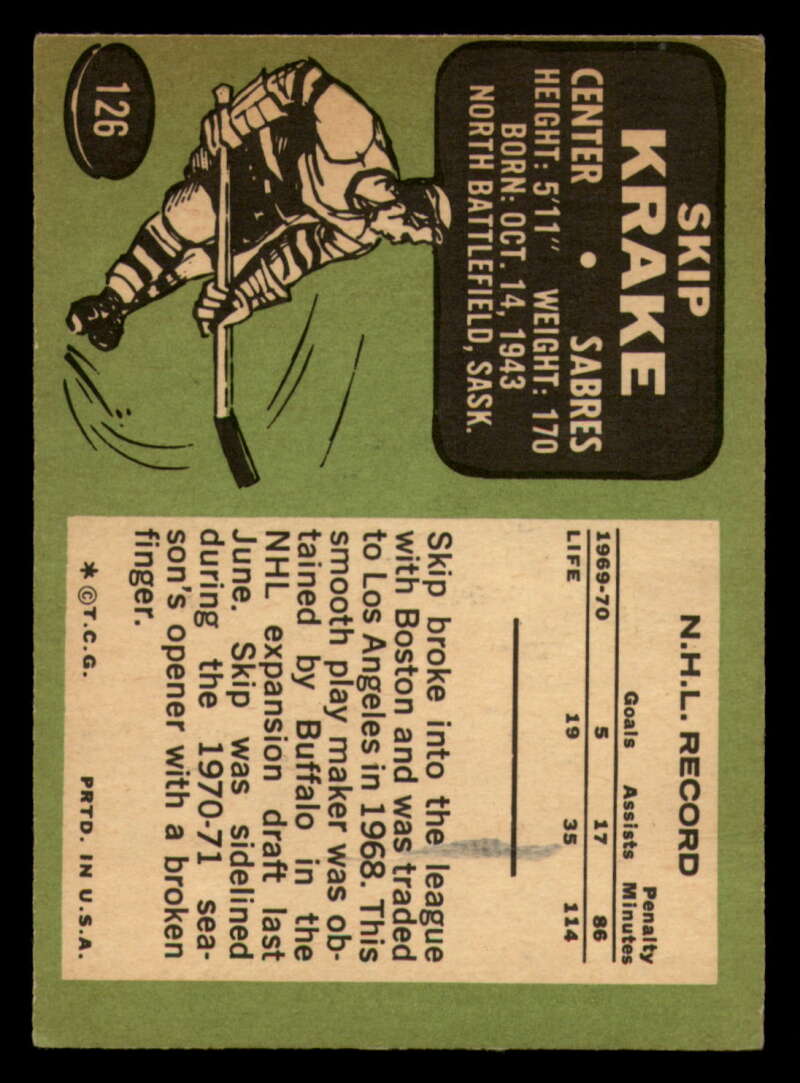 126
SKIP
KRAKE
CENTER • SABRES
HEIGHT: 5'11" WEIGHT: 170
BORN: OCT. 14, 1943
NORTH BATTLEFIELD, SASK.
N.H.L. RECORD
Goals Assists Penalty Minutes
1969-70 5 17 86
LIFE 19 35 114
Skip broke into the league
with Boston and was traded
to Los Angeles in 1968. This
smooth play maker was ob-
tained by Buffalo in the
NHL expansion draft last
June. Skip was sidelined
during the 1970-71 sea-
son's opener with a broken
finger.
* © T.C.G. PRTD. IN U.S.A.